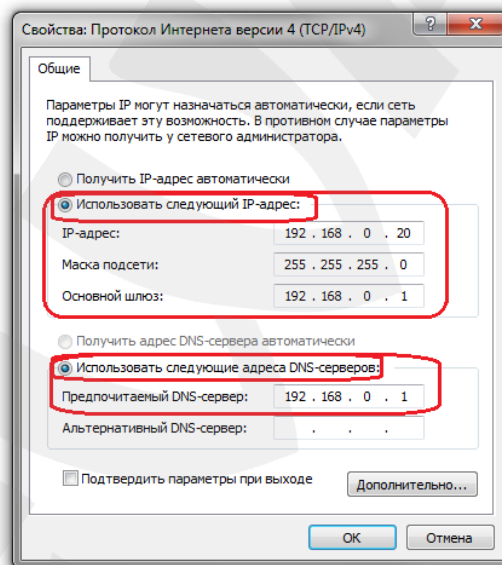 Свойства: Протокол Интернета версии 4 (TCP/IPv4)
Общие
Параметры IP могут назначаться автоматически, если сеть
поддерживает эту возможность. В противном случае параметры
IP можно получить у сетевого администратора.
Получить IP-адрес автоматически
Использовать следующий IP-адрес:
IP-адрес: 192 . 168 . 0 . 20
Маска подсети: 255 . 255 . 255 . 0
Основной шлюз: 192 . 168 . 0 . 1
Получить адрес DNS-сервера автоматически
Использовать следующие адреса DNS-серверов:
Предпочитаемый DNS-сервер: 192 . 168 . 0 . 1
Альтернативный DNS-сервер: . . .
Подтвердить параметры при выходе
Дополнительно...
OK Отмена